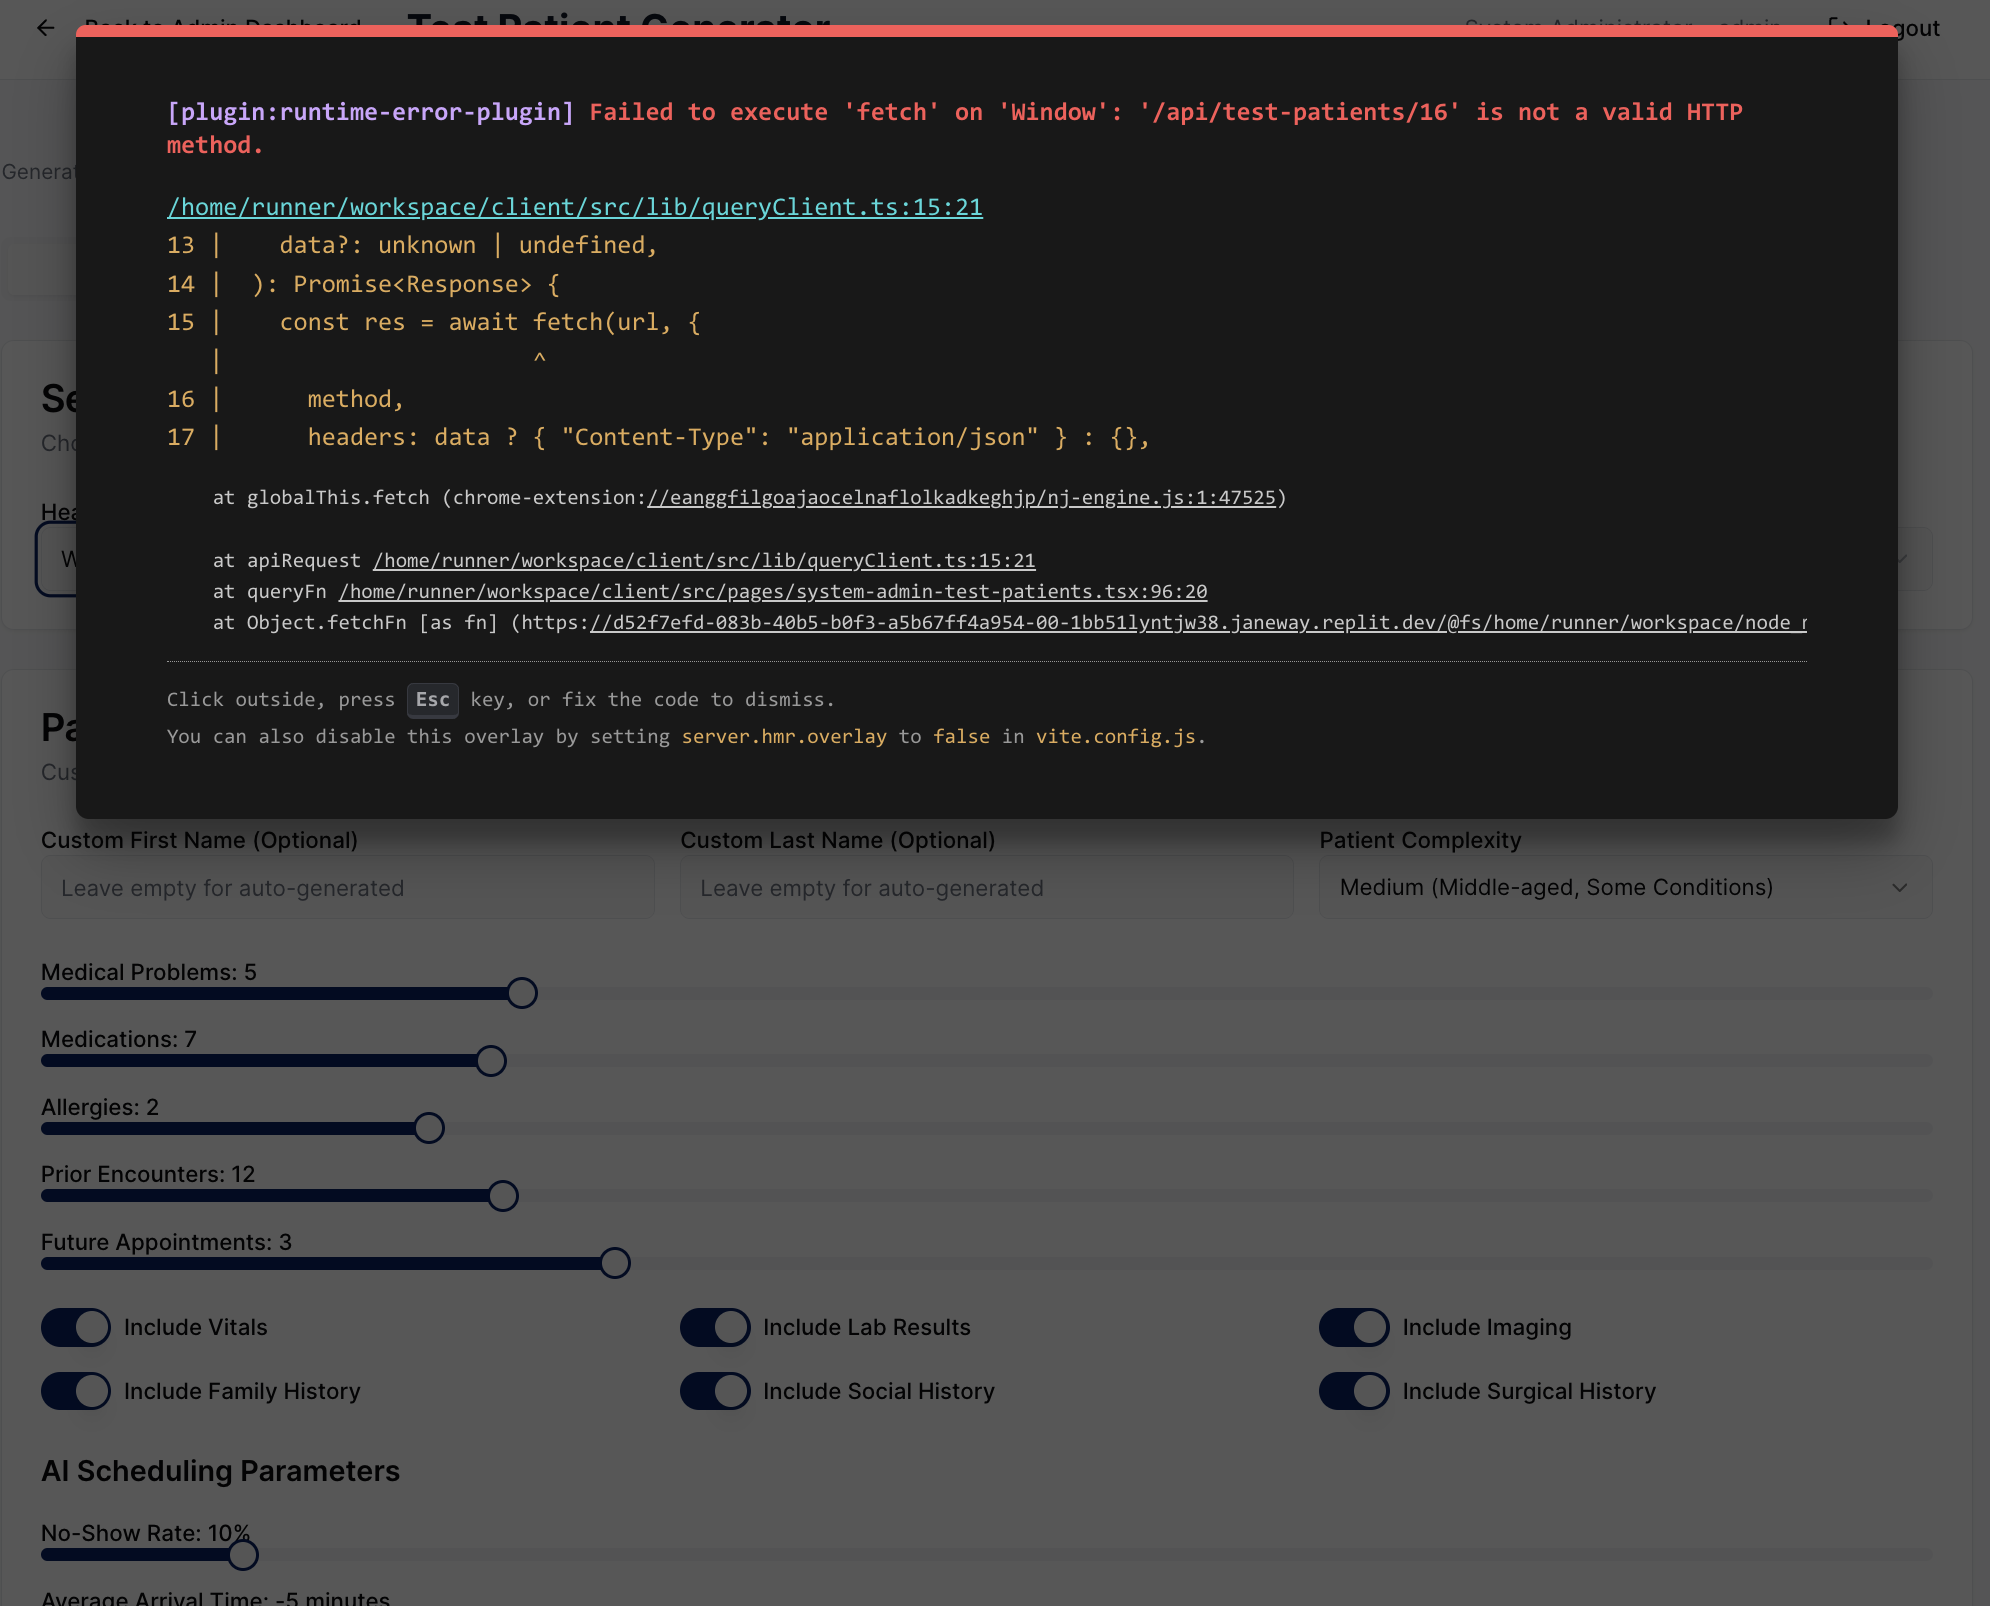 Test Patient Generator
Logout
[plugin:runtime-error-plugin] Failed to execute 'fetch' on 'Window': '/api/test-patients/16' is not a valid HTTP
method.
Generat
/home/runner/workspace/client/src/lib/queryClient.ts:15:21
13 |    data?: unknown | undefined,
14 |  ): Promise<Response> {
15 |    const res = await fetch(url, {
|                      ^
16 |      method,
17 |      headers: data ? { "Content-Type": "application/json" } : {},
at globalThis.fetch (chrome-extension://eanggfilgoajaocelnaflolkadkeghjp/nj-engine.js:1:47525)
at apiRequest /home/runner/workspace/client/src/lib/queryClient.ts:15:21
at queryFn /home/runner/workspace/client/src/pages/system-admin-test-patients.tsx:96:20
at Object.fetchFn [as fn] (https://d52f7efd-083b-40b5-b0f3-a5b67ff4a954-00-1bb51lyntjw38.janeway.replit.dev/@fs/home/runner/workspace/node_
Click outside, press Esc key, or fix the code to dismiss.
You can also disable this overlay by setting server.hmr.overlay to false in vite.config.js.
Custom First Name (Optional)
Leave empty for auto-generated
Custom Last Name (Optional)
Leave empty for auto-generated
Patient Complexity
Medium (Middle-aged, Some Conditions)
Medical Problems: 5
Medications: 7
Allergies: 2
Prior Encounters: 12
Future Appointments: 3
Include Vitals
Include Lab Results
Include Imaging
Include Family History
Include Social History
Include Surgical History
AI Scheduling Parameters
No-Show Rate: 10%
Average Arrival Time: -5 minutes